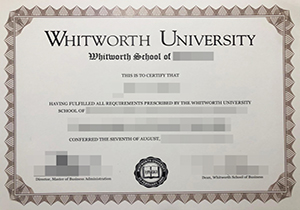 WHITWORTH UNIVERSITY
Whitworth School of
THIS IS TO CERTIFY THAT
HAVING FULFILLED ALL REQUIREMENTS PRESCRIBED BY THE WHITWORTH UNIVERSITY
SCHOOL OF
CONFERRED THE SEVENTH OF AUGUST,
Director, Master of Business Administration
Dean, Whitworth School of Business